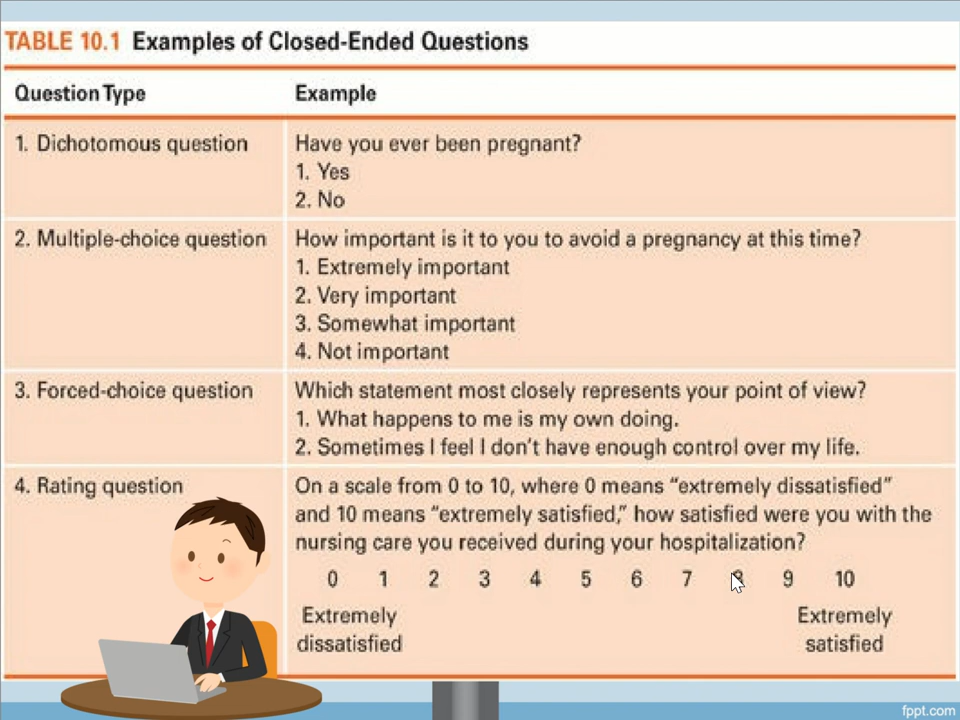 TABLE 10.1 Examples of Closed-Ended Questions
Question Type Example
1. Dichotomous question Have you ever been pregnant?
1. Yes
2. No
2. Multiple-choice question How important is it to you to avoid a pregnancy at this time?
1. Extremely important
2. Very important
3. Somewhat important
4. Not important
3. Forced-choice question Which statement most closely represents your point of view?
1. What happens to me is my own doing.
2. Sometimes I feel I don't have enough control over my life.
4. Rating question On a scale from 0 to 10, where 0 means “extremely dissatisfied”
and 10 means “extremely satisfied,” how satisfied were you with the
nursing care you received during your hospitalization?
0 1 2 3 4 5 6 7 8 9 10
Extremely Extremely
dissatisfied satisfied
fppt.com